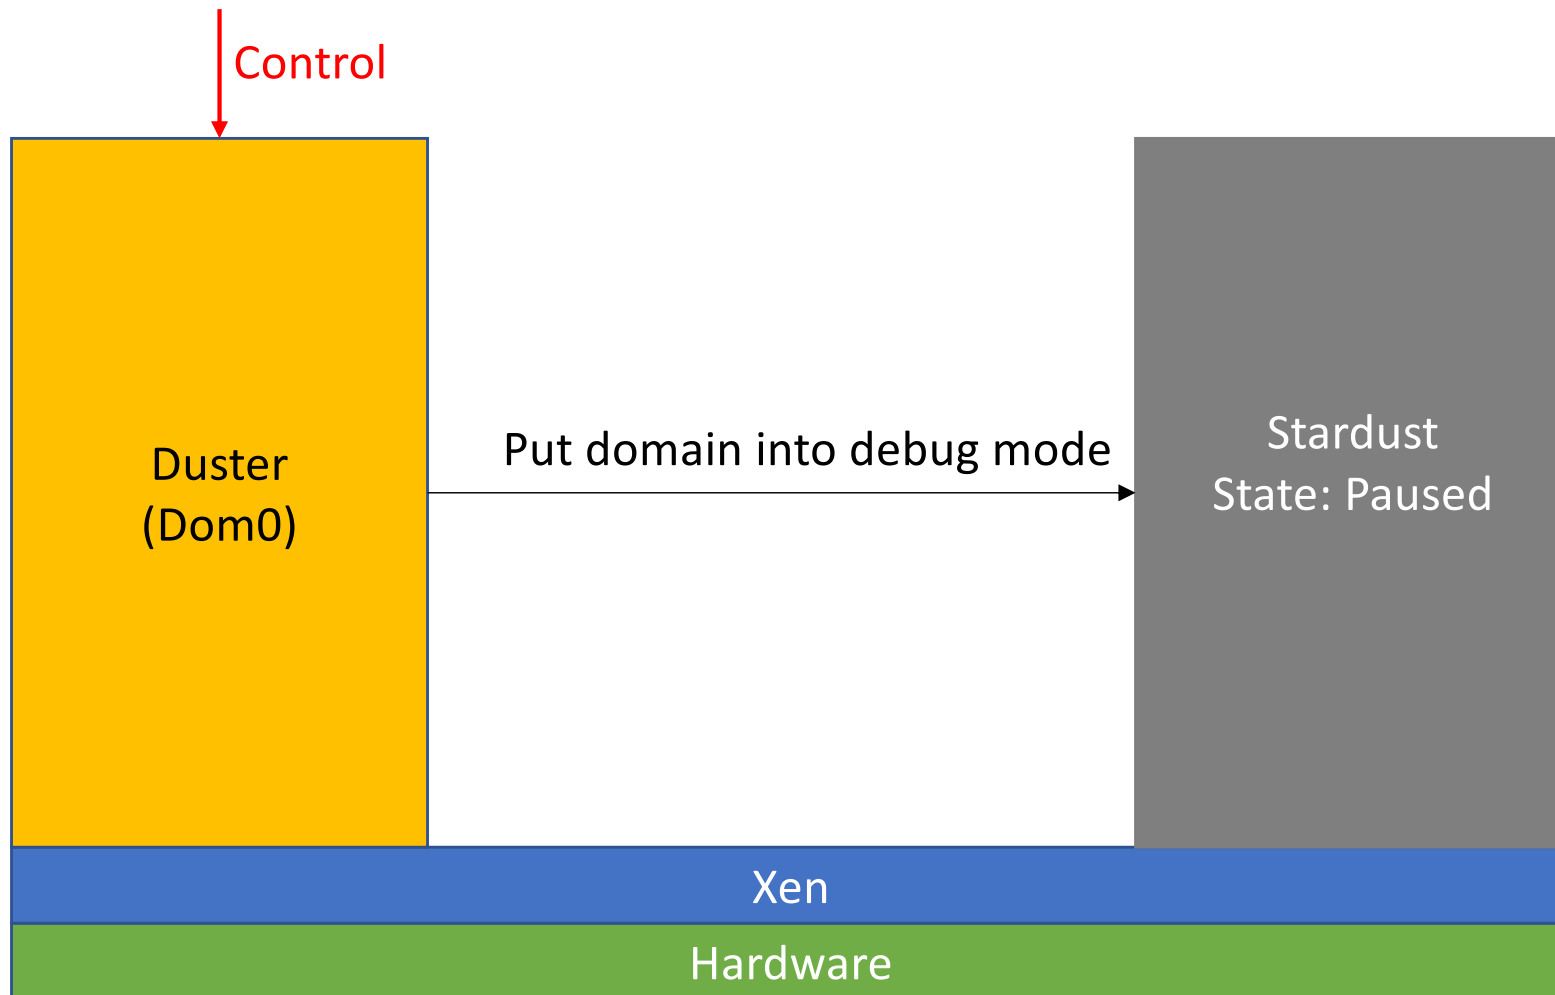 Control
Duster
(Dom0)
Put domain into debug mode
Stardust
State: Paused
Xen
Hardware